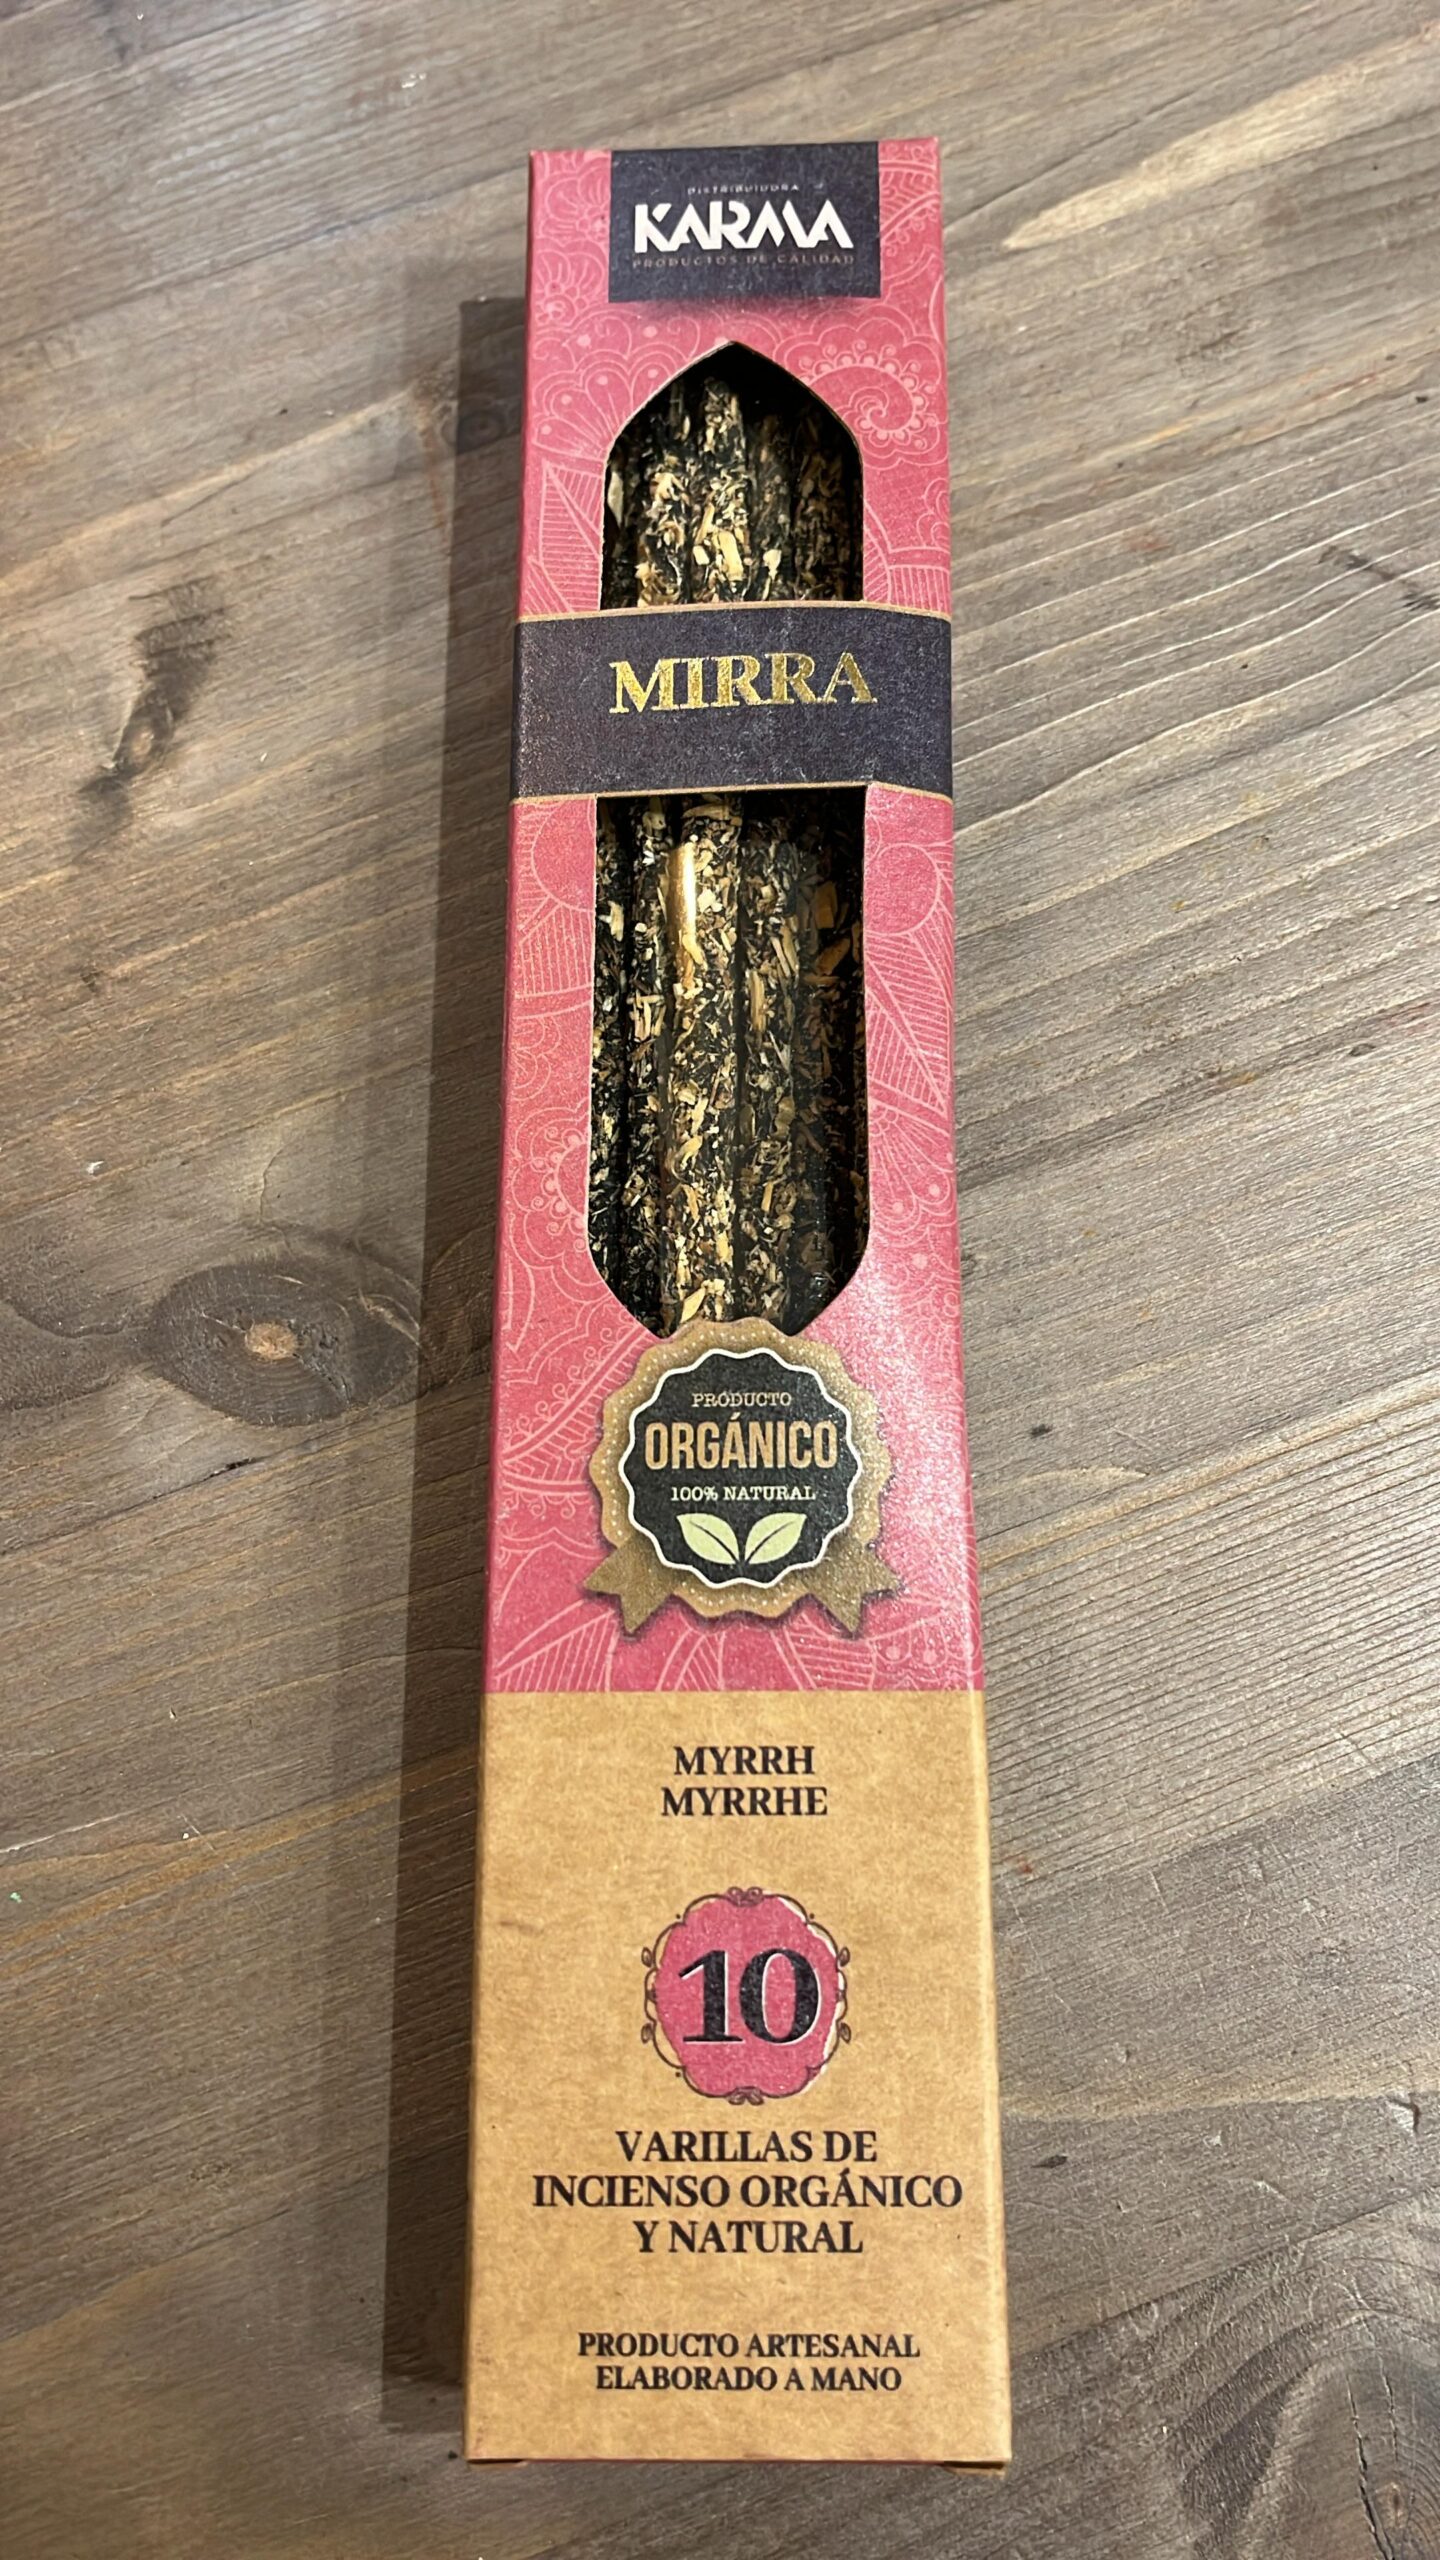 DISTRIBUIDORA
KARMA
PRODUCTOS DE CALIDAD
MIRRA
PRODUCTO
ORGÁNICO
100% NATURAL
MYRRH
MYRRHE
10
VARILLAS DE
INCIENSO ORGÁNICO
Y NATURAL
PRODUCTO ARTESANAL
ELABORADO A MANO